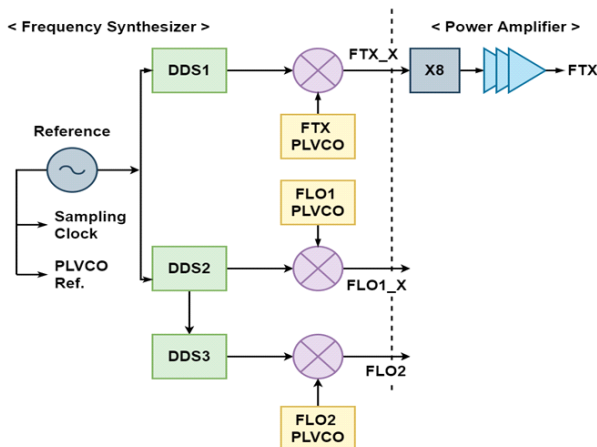 < Frequency Synthesizer >
< Power Amplifier >
DDS1
FTX_X
X8
FTX
FTX
PLVCO
Reference
FLO1
PLVCO
Sampling
Clock
PLVCO
Ref.
DDS2
FLO1_X
DDS3
FLO2
FLO2
PLVCO